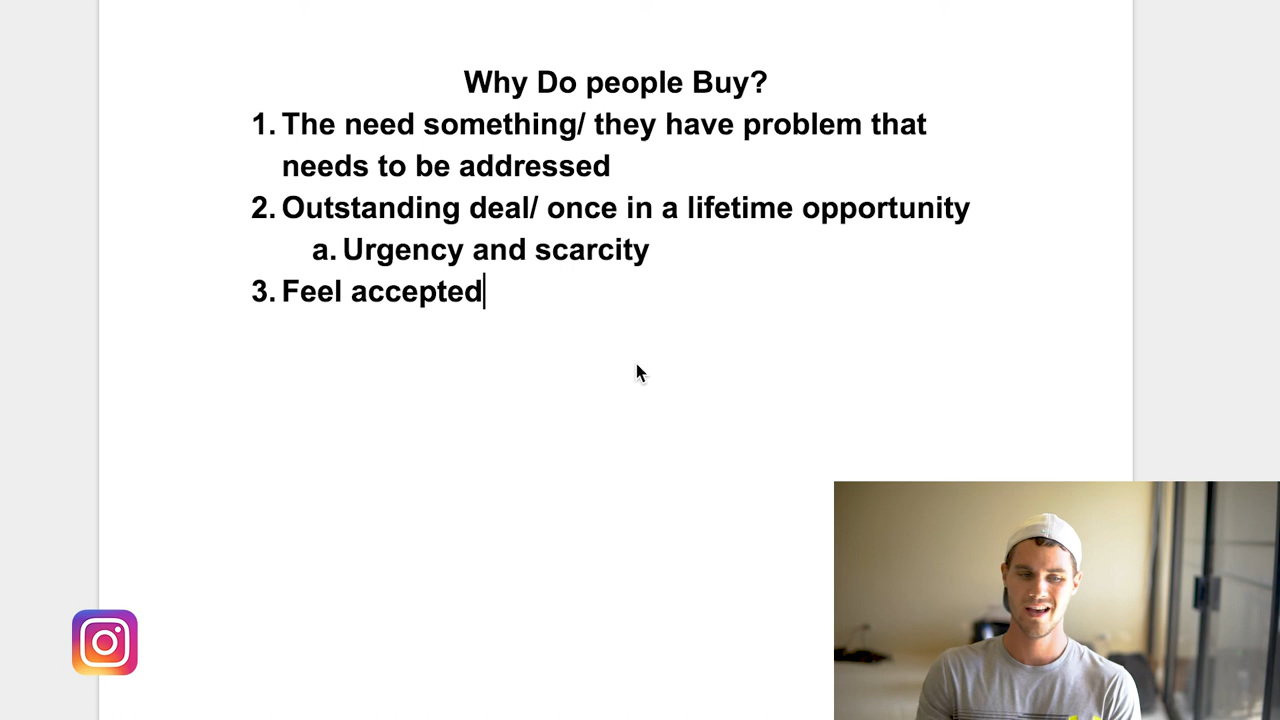 Why Do people Buy?
1. The need something/ they have problem that
needs to be addressed
2. Outstanding deal/ once in a lifetime opportunity
a. Urgency and scarcity
3. Feel accepted